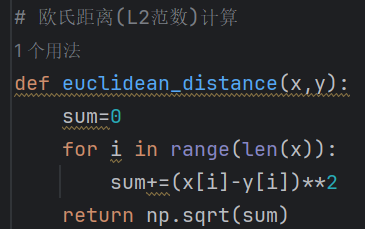 # 欧氏距离(L2范数)计算
1 个用法
def euclidean_distance(x,y):
    sum=0
    for i in range(len(x)):
        sum+=(x[i]-y[i])**2
    return np.sqrt(sum)